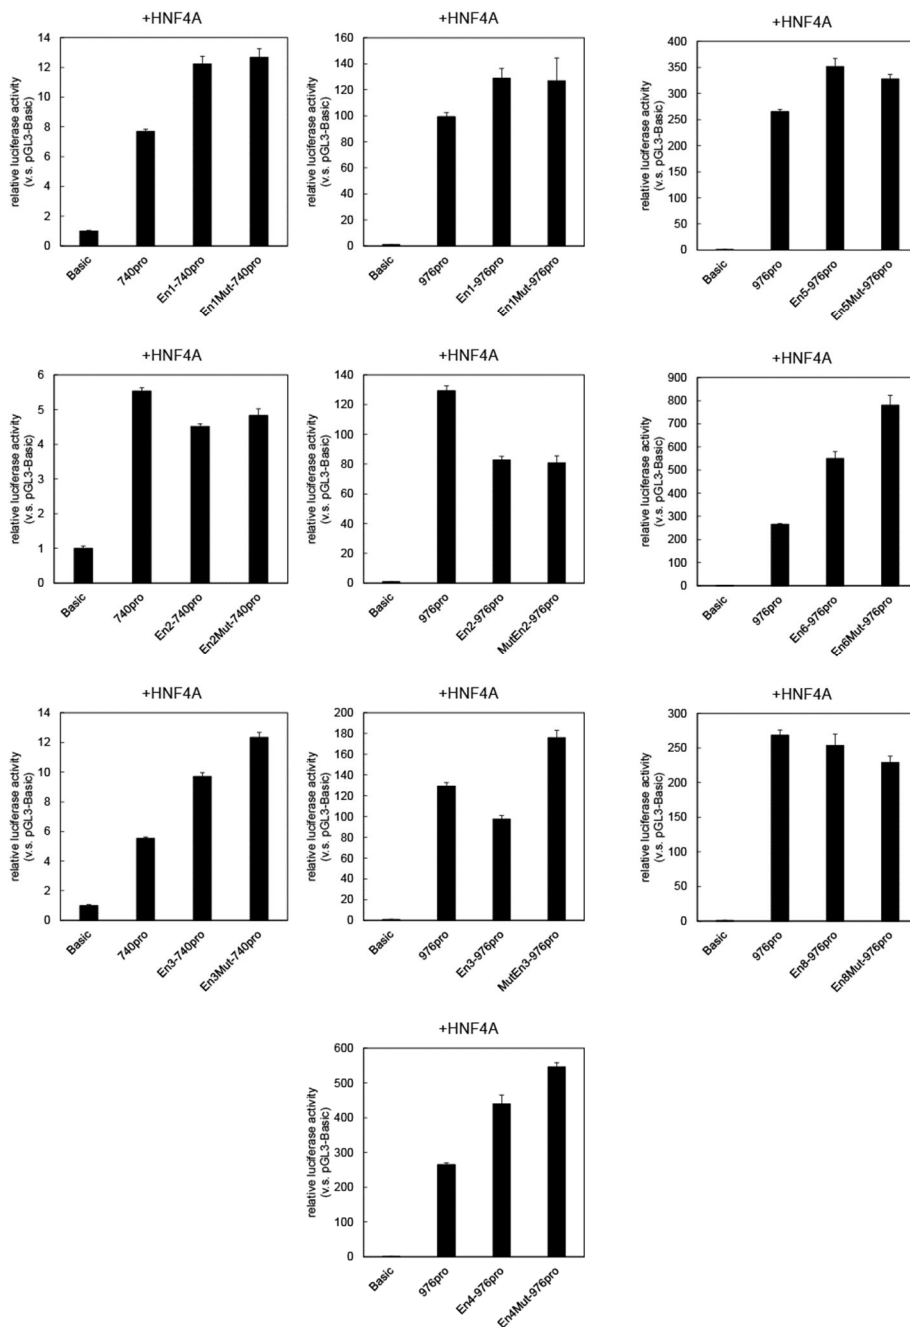 +HNF4A
relative luciferase activity
(v.s. pGL3-Basic)
14
12
10
8
6
4
2
0
Basic
740pro
En1-740pro
En1Mut-740pro
+HNF4A
relative luciferase activity
(v.s. pGL3-Basic)
160
140
120
100
80
60
40
20
0
Basic
976pro
En1-976pro
En1Mut-976pro
+HNF4A
relative luciferase activity
(v.s. pGL3-Basic)
400
350
300
250
200
150
100
50
0
Basic
976pro
En5-976pro
En5Mut-976pro
+HNF4A
relative luciferase activity
(v.s. pGL3-Basic)
6
5
4
3
2
1
0
Basic
740pro
En2-740pro
En2Mut-740pro
+HNF4A
relative luciferase activity
(v.s. pGL3-Basic)
140
120
100
80
60
40
20
0
Basic
976pro
En2-976pro
MutEn2-976pro
+HNF4A
relative luciferase activity
(v.s. pGL3-Basic)
900
800
700
600
500
400
300
200
100
0
Basic
976pro
En6-976pro
En6Mut-976pro
+HNF4A
relative luciferase activity
(v.s. pGL3-Basic)
14
12
10
8
6
4
2
0
Basic
740pro
En3-740pro
En3Mut-740pro
+HNF4A
relative luciferase activity
(v.s. pGL3-Basic)
200
180
160
140
120
100
80
60
40
20
0
Basic
976pro
En3-976pro
MutEn3-976pro
+HNF4A
relative luciferase activity
(v.s. pGL3-Basic)
300
250
200
150
100
50
0
Basic
976pro
En8-976pro
En8Mut-976pro
+HNF4A
relative luciferase activity
(v.s. pGL3-Basic)
600
500
400
300
200
100
0
Basic
976pro
En4-976pro
En4Mut-976pro